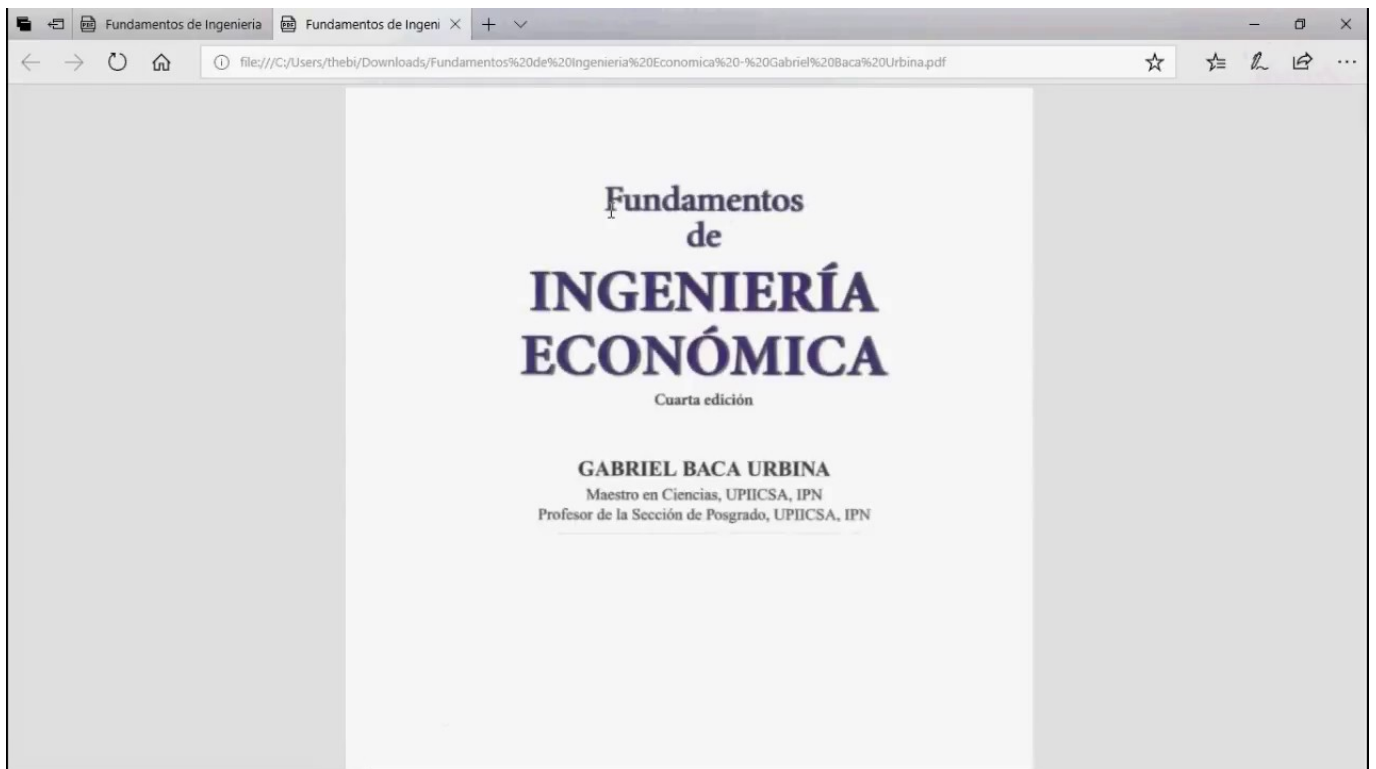 Fundamentos de Ingenieria
Fundamentos de Ingeni
file:///C:/Users/thebi/Downloads/Fundamentos%20de%20Ingenieria%20Economica%20-%20Gabriel%20Baca%20Urbina.pdf
Fundamentos
de
INGENIERÍA
ECONÓMICA
Cuarta edición
GABRIEL BACA URBINA
Maestro en Ciencias, UPIICSA, IPN
Profesor de la Sección de Posgrado, UPIICSA, IPN